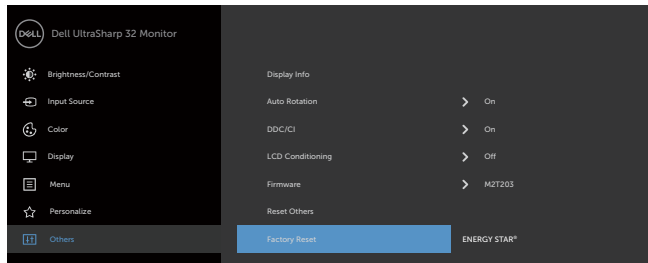 DELL Dell UltraSharp 32 Monitor
Brightness/Contrast Display Info
Input Source Auto Rotation On
Color DDC/CI On
Display LCD Conditioning Off
Menu Firmware M2T203
Personalize Reset Others
Others Factory Reset ENERGY STAR®